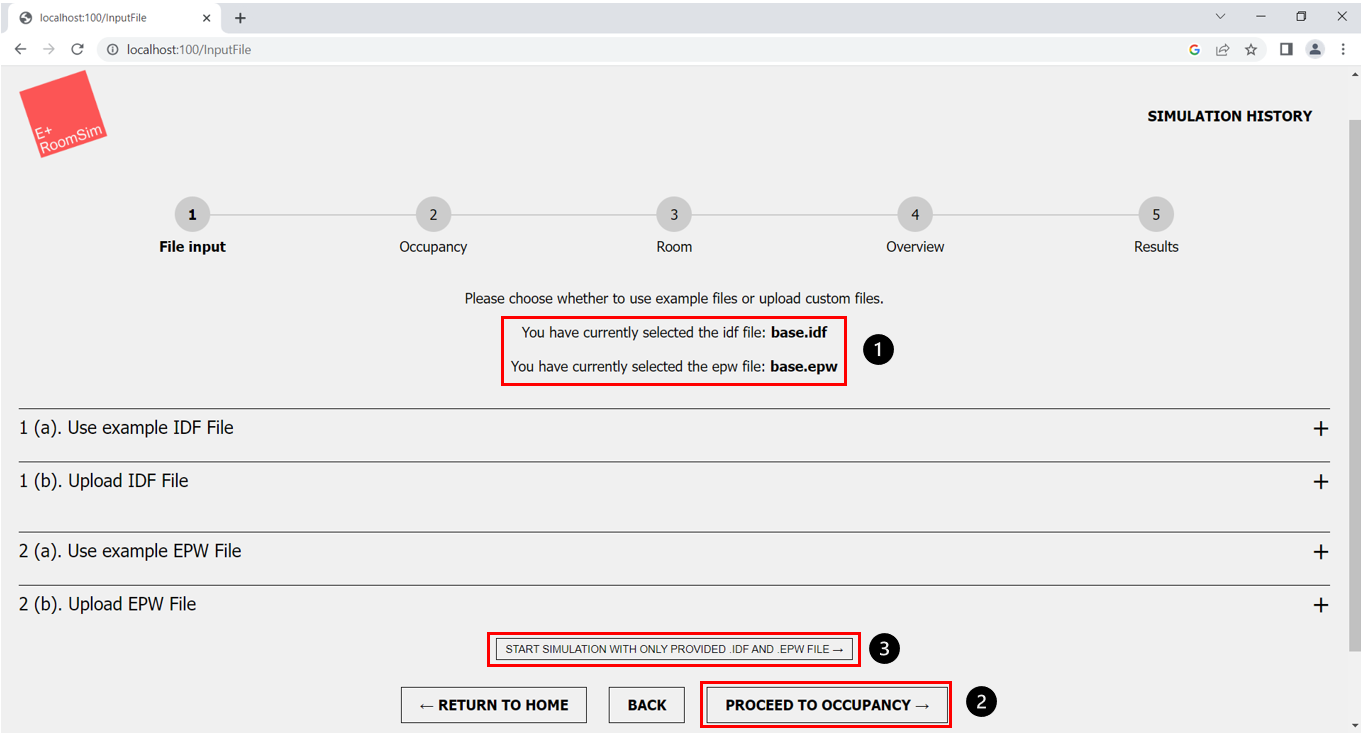 localhost:100/InputFile
localhost:100/InputFile
E+
RoomSim
SIMULATION HISTORY
1 2 3 4 5
File input Occupancy Room Overview Results
Please choose whether to use example files or upload custom files.
You have currently selected the idf file: base.idf
1
You have currently selected the epw file: base.epw
1 (a). Use example IDF File +
1 (b). Upload IDF File +
2 (a). Use example EPW File +
2 (b). Upload EPW File +
START SIMULATION WITH ONLY PROVIDED .IDF AND .EPW FILE → 3
← RETURN TO HOME BACK PROCEED TO OCCUPANCY → 2